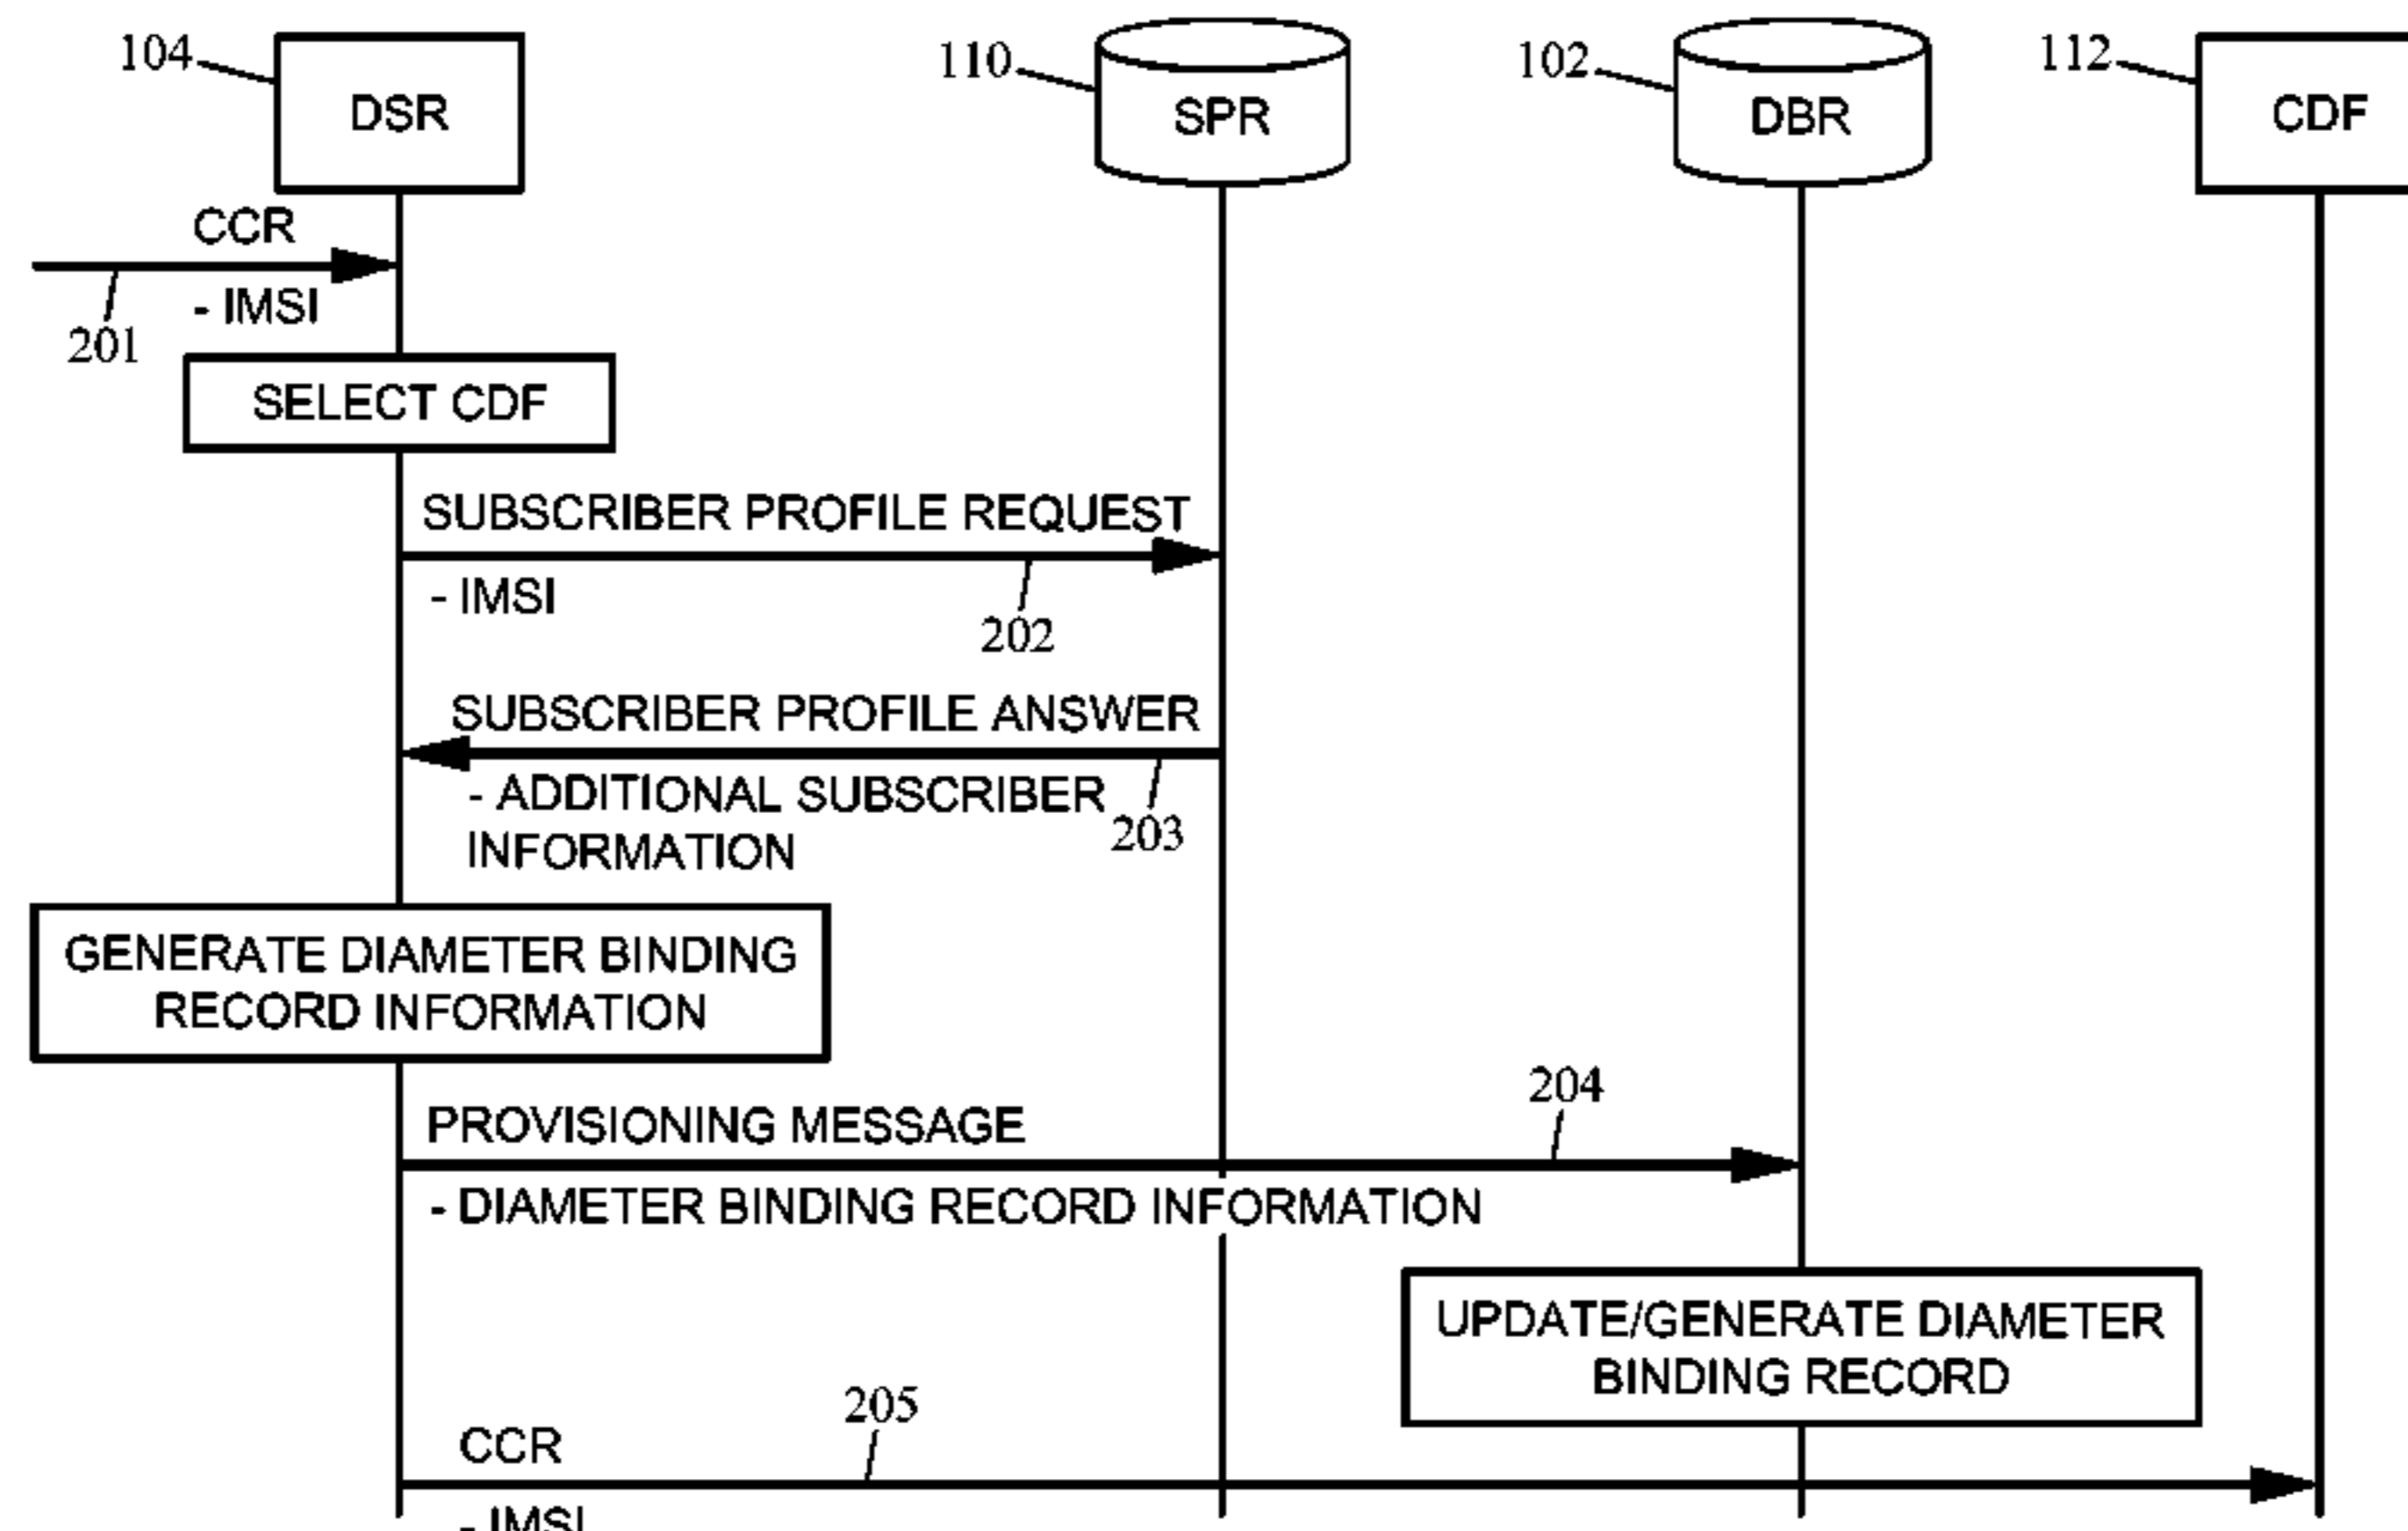 104
DSR
110
SPR
102
DBR
112
CDF
CCR
- IMSI
201
SELECT CDF
SUBSCRIBER PROFILE REQUEST
- IMSI
202
SUBSCRIBER PROFILE ANSWER
- ADDITIONAL SUBSCRIBER
INFORMATION
203
GENERATE DIAMETER BINDING
RECORD INFORMATION
204
PROVISIONING MESSAGE
- DIAMETER BINDING RECORD INFORMATION
UPDATE/GENERATE DIAMETER
BINDING RECORD
205
CCR
- IMSI